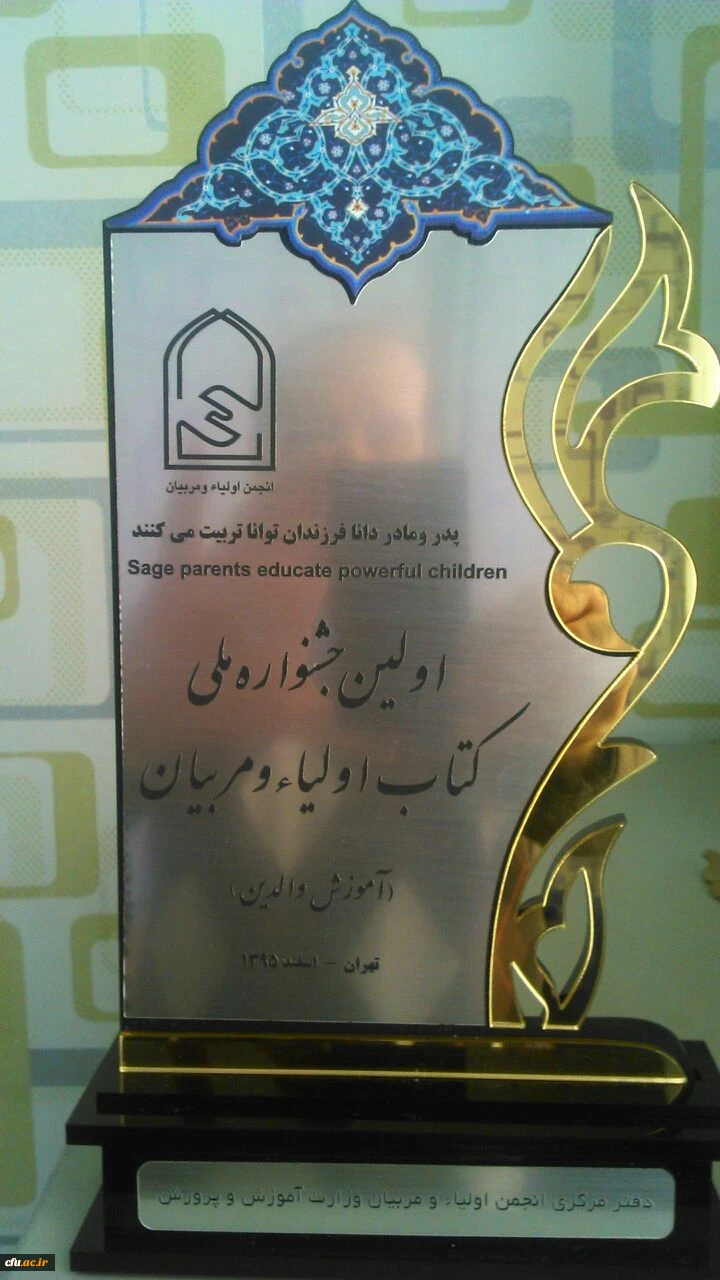 انجمن اولیاء ومربیان
پدر ومادر دانا فرزندان توانا تربیت می کنند
Sage parents educate powerful children
اولین جشنواره ملی
کتاب اولیاء ومربیان
(آموزش والدین)
تهران - اسفند ۱۳۹۵
دفتر مرکزی انجمن اولیاء و مربیان وزارت آموزش و پرورش
cfu.ac.ir